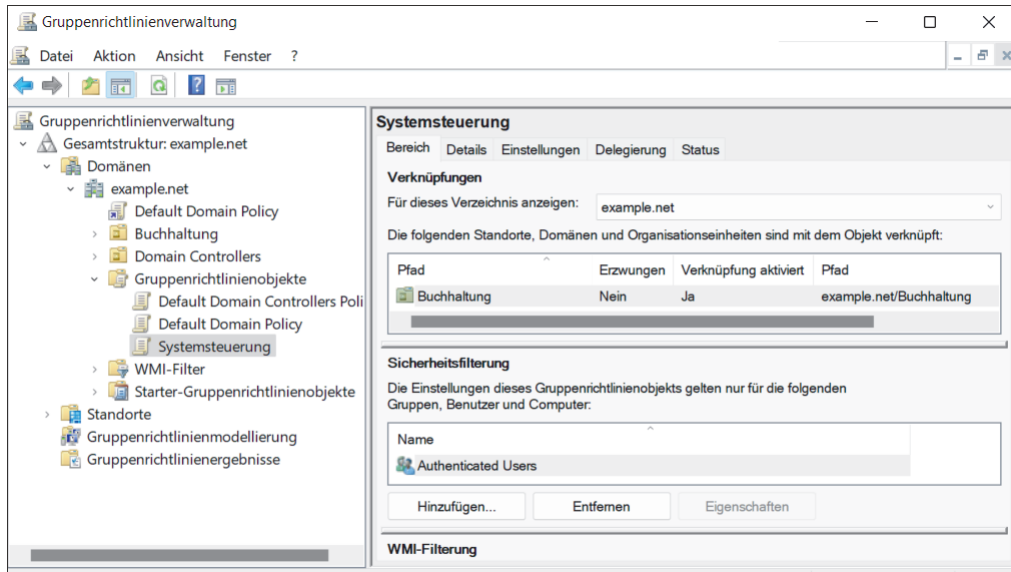 Gruppenrichtlinienverwaltung
Datei Aktion Ansicht Fenster ?
Gruppenrichtlinienverwaltung
Gesamtstruktur: example.net
Domänen
example.net
Default Domain Policy
Buchhaltung
Domain Controllers
Gruppenrichtlinienobjekte
Default Domain Controllers Poli
Default Domain Policy
Systemsteuerung
WMI-Filter
Starter-Gruppenrichtlinienobjekte
Standorte
Gruppenrichtlinienmodellierung
Gruppenrichtlinienergebnisse
Systemsteuerung
Bereich Details Einstellungen Delegierung Status
Verknüpfungen
Für dieses Verzeichnis anzeigen: example.net
Die folgenden Standorte, Domänen und Organisationseinheiten sind mit dem Objekt verknüpft:
Pfad Erzwungen Verknüpfung aktiviert Pfad
Buchhaltung Nein Ja example.net/Buchhaltung
Sicherheitsfilterung
Die Einstellungen dieses Gruppenrichtlinienobjekts gelten nur für die folgenden
Gruppen, Benutzer und Computer:
Name
Authenticated Users
Hinzufügen... Entfernen Eigenschaften
WMI-Filterung